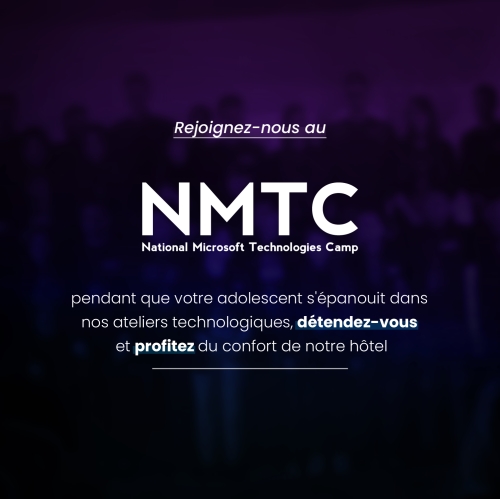 Rejoignez-nous au
NMTC
National Microsoft Technologies Camp
pendant que votre adolescent s'épanouit dans
nos ateliers technologiques, détendez-vous
et profitez du confort de notre hôtel